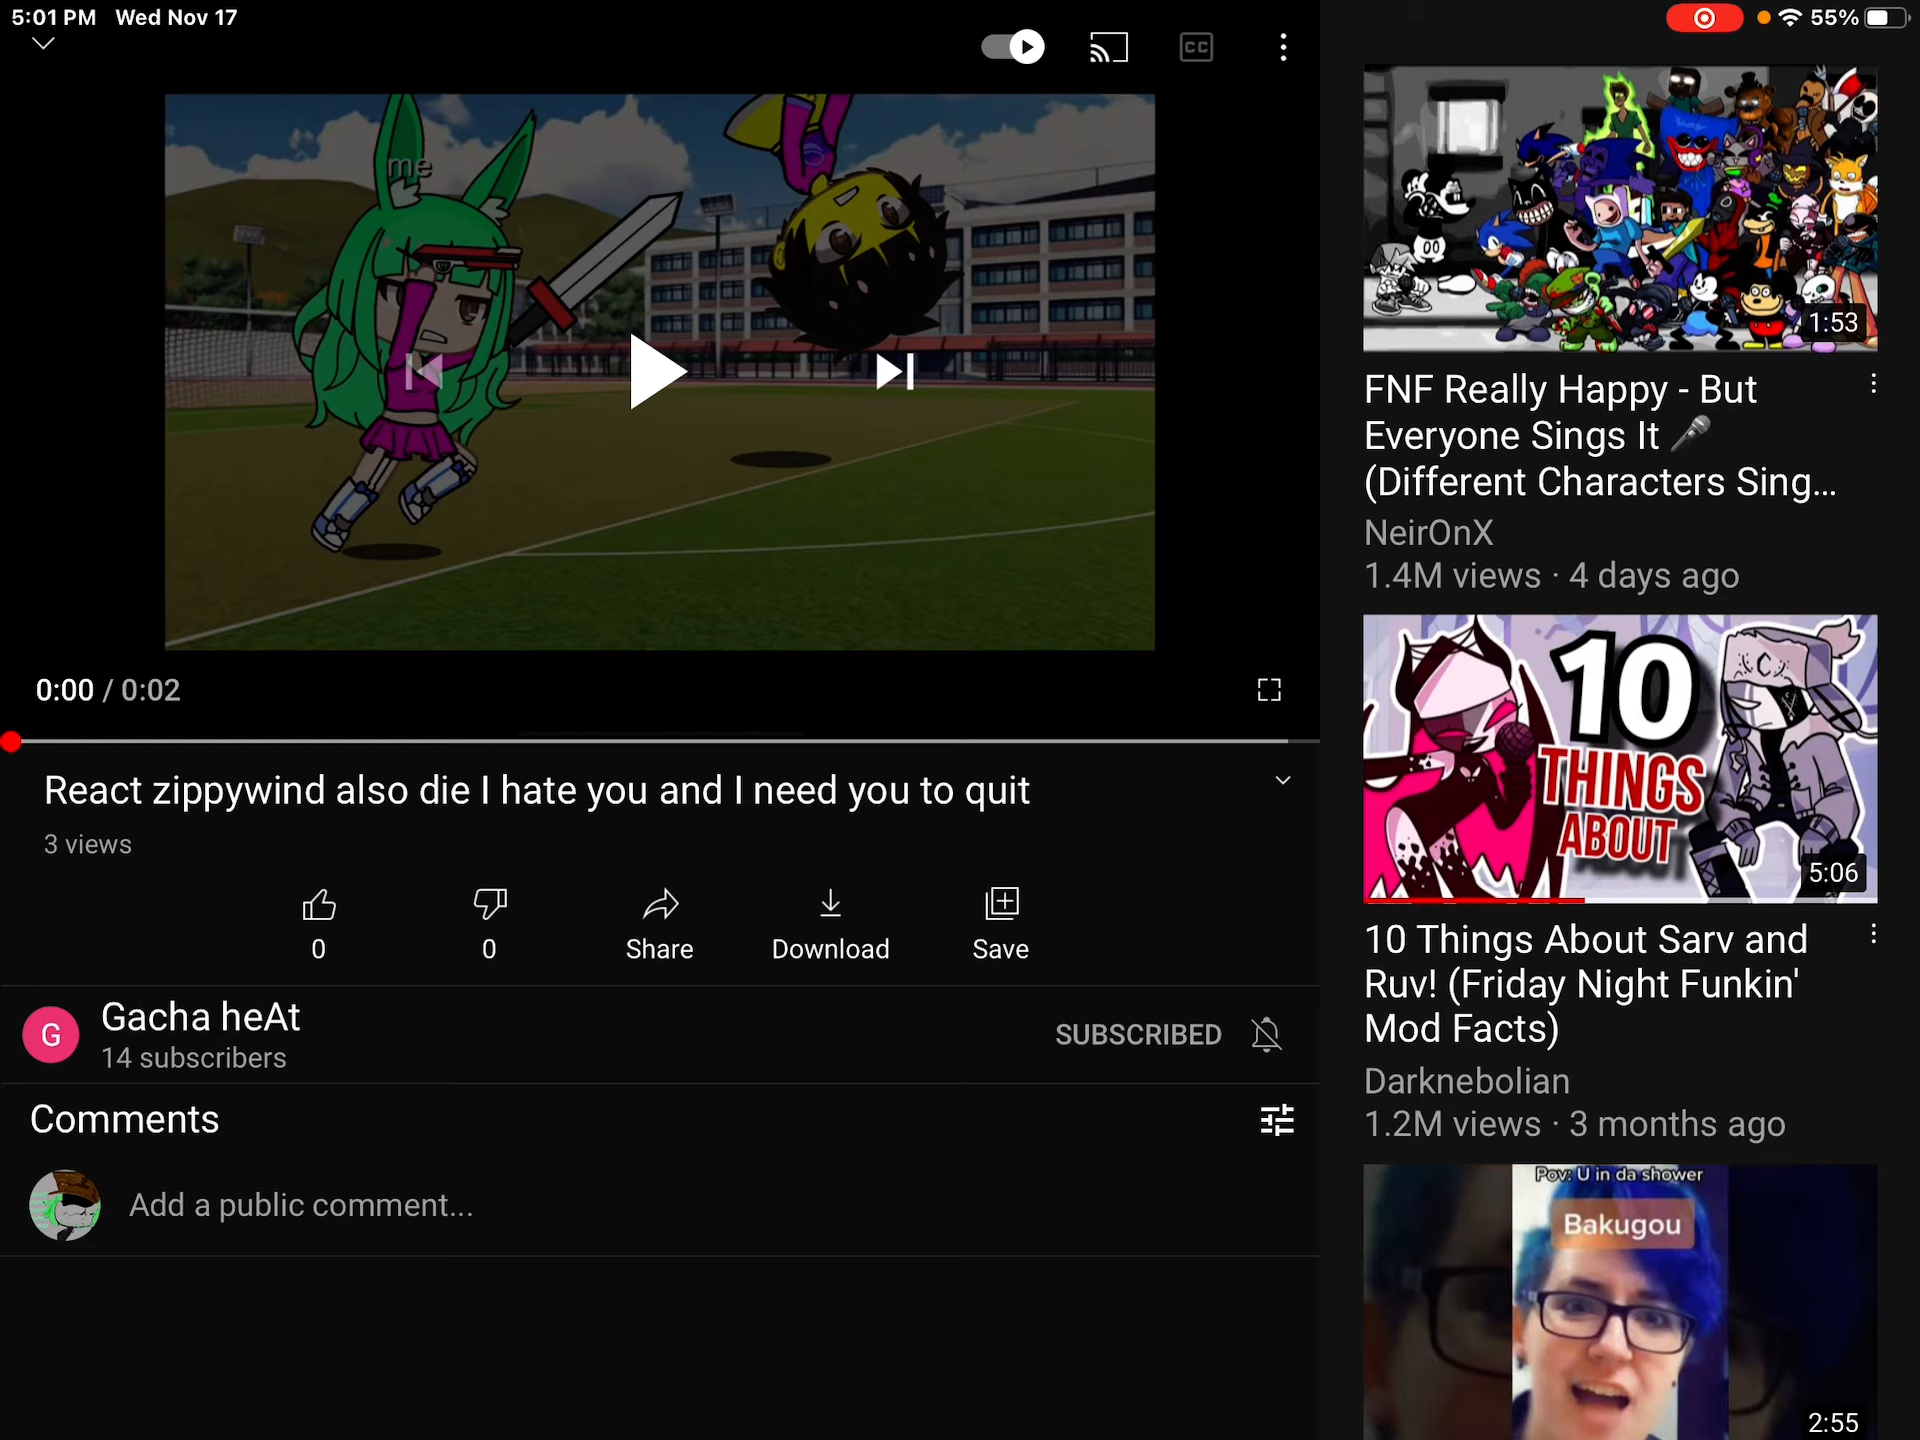 5:01 PM Wed Nov 17
55%
CC
me
0:00 / 0:02
React zippywind also die I hate you and I need you to quit
3 views
0
0
Share
Download
Save
G
Gacha heAt
14 subscribers
SUBSCRIBED
Comments
Add a public comment...
1:53
FNF Really Happy - But
Everyone Sings It 🎤
(Different Characters Sing...
NeirOnX
1.4M views · 4 days ago
10
THINGS
ABOUT
5:06
10 Things About Sarv and
Ruv! (Friday Night Funkin'
Mod Facts)
Darknebolian
1.2M views · 3 months ago
Pov: U in da shower
Bakugou
2:55